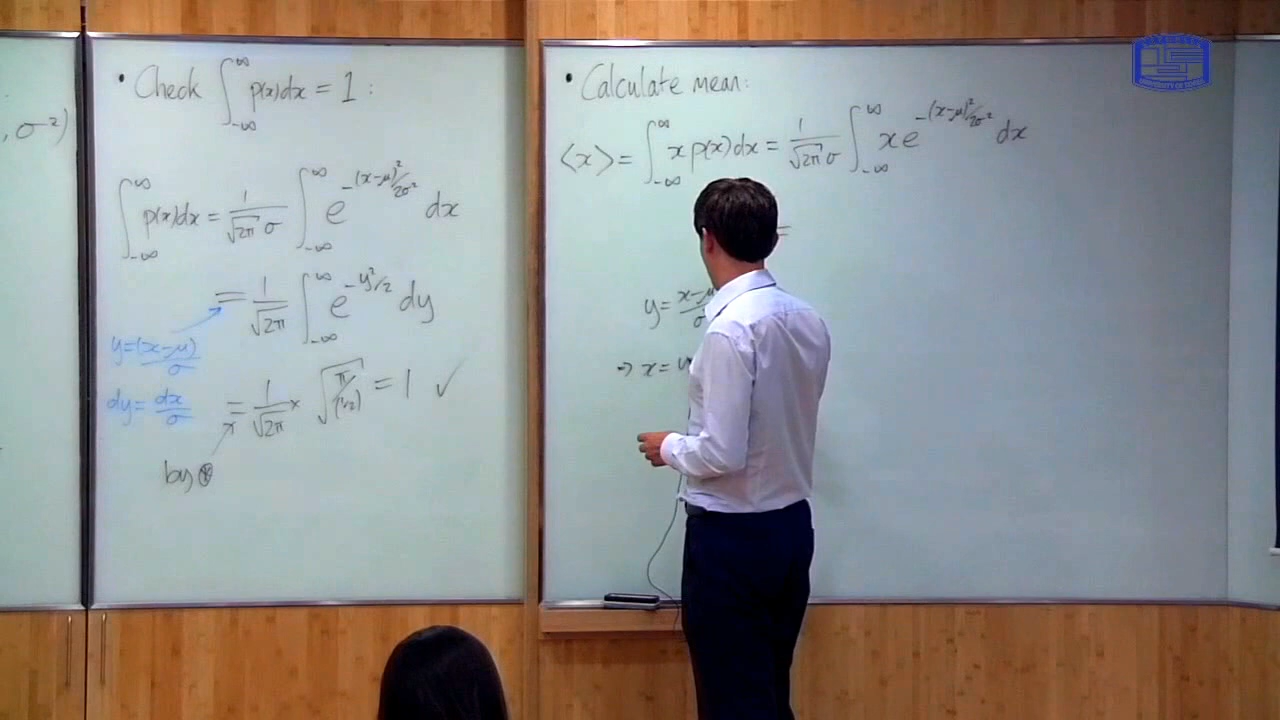 , σ²)
• Check ∫_{-∞}^{∞} p(x)dx = 1 :
∫_{-∞}^{∞} p(x)dx = 1/(√2π σ) ∫_{-∞}^{∞} e^{-(x-μ)²/2σ²} dx
= 1/√2π ∫_{-∞}^{∞} e^{-y²/2} dy
y=(x-μ)/σ
dy = dx/σ
= 1/√2π × √(π/(1/2)) = 1 ✓
by ⊛
• Calculate mean:
⟨x⟩ = ∫_{-∞}^{∞} x p(x)dx = 1/(√2π σ) ∫_{-∞}^{∞} x e^{-(x-μ)²/2σ²} dx
=
y = x-μ/σ
→ x =